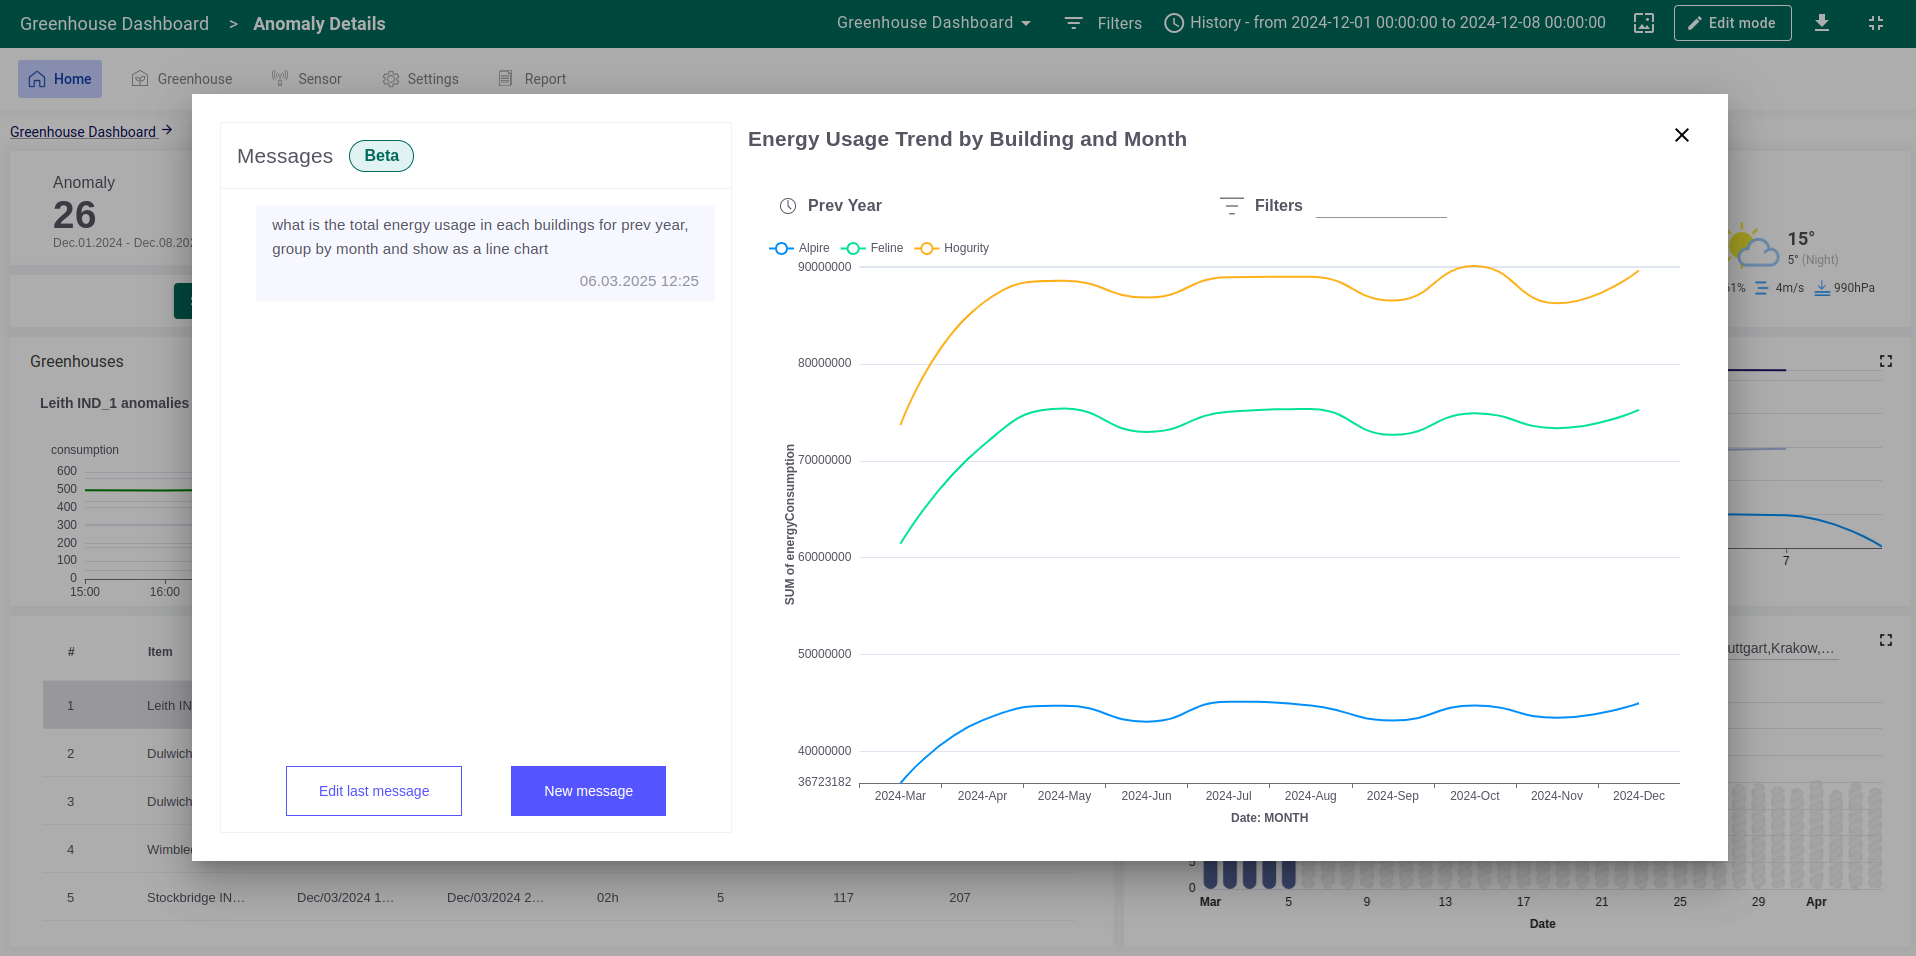 Greenhouse Dashboard > Anomaly Details
Greenhouse Dashboard
Filters
History - from 2024-12-01 00:00:00 to 2024-12-08 00:00:00
Edit mode
Home
Greenhouse
Sensor
Settings
Report
Greenhouse Dashboard
Anomaly
26
Dec.01.2024 - Dec.08.202
Greenhouses
Leith IND_1 anomalies
consumption
600
500
400
300
200
100
0
15:00
16:00
# Item
1 Leith IN
2 Dulwich
3 Dulwich
4 Wimbled
5 Stockbridge IN… Dec/03/2024 1… Dec/03/2024 2… 02h 5 117 207
Messages Beta
what is the total energy usage in each buildings for prev year,
group by month and show as a line chart
06.03.2025 12:25
Edit last message
New message
Energy Usage Trend by Building and Month
Prev Year
Filters
Alpire Feline Hogurity
90000000
80000000
70000000
60000000
50000000
40000000
36723182
SUM of energyConsumption
2024-Mar 2024-Apr 2024-May 2024-Jun 2024-Jul 2024-Aug 2024-Sep 2024-Oct 2024-Nov 2024-Dec
Date: MONTH
15°
5° (Night)
61% 4m/s 990hPa
7
uttgart,Krakow,…
5
0
Mar 5 9 13 17 21 25 29 Apr
Date